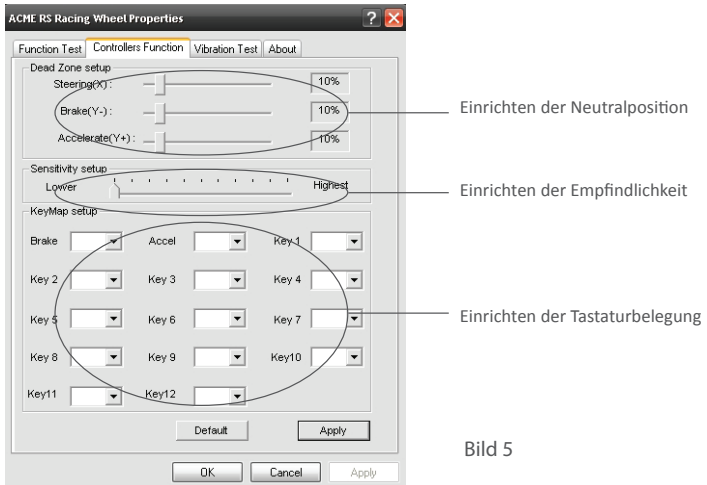 ACME RS Racing Wheel Properties
Function Test Controllers Function Vibration Test About
Dead Zone setup
Steering(X): 10%
Brake(Y-): 10%
Accelerate(Y+): 10%
Einrichten der Neutralposition
Sensitivity setup
Lower Highest
Einrichten der Empfindlichkeit
KeyMap setup
Brake Accel Key 1
Key 2 Key 3 Key 4
Key 5 Key 6 Key 7
Einrichten der Tastaturbelegung
Key 8 Key 9 Key10
Key11 Key12
Default Apply
Bild 5
OK Cancel Apply